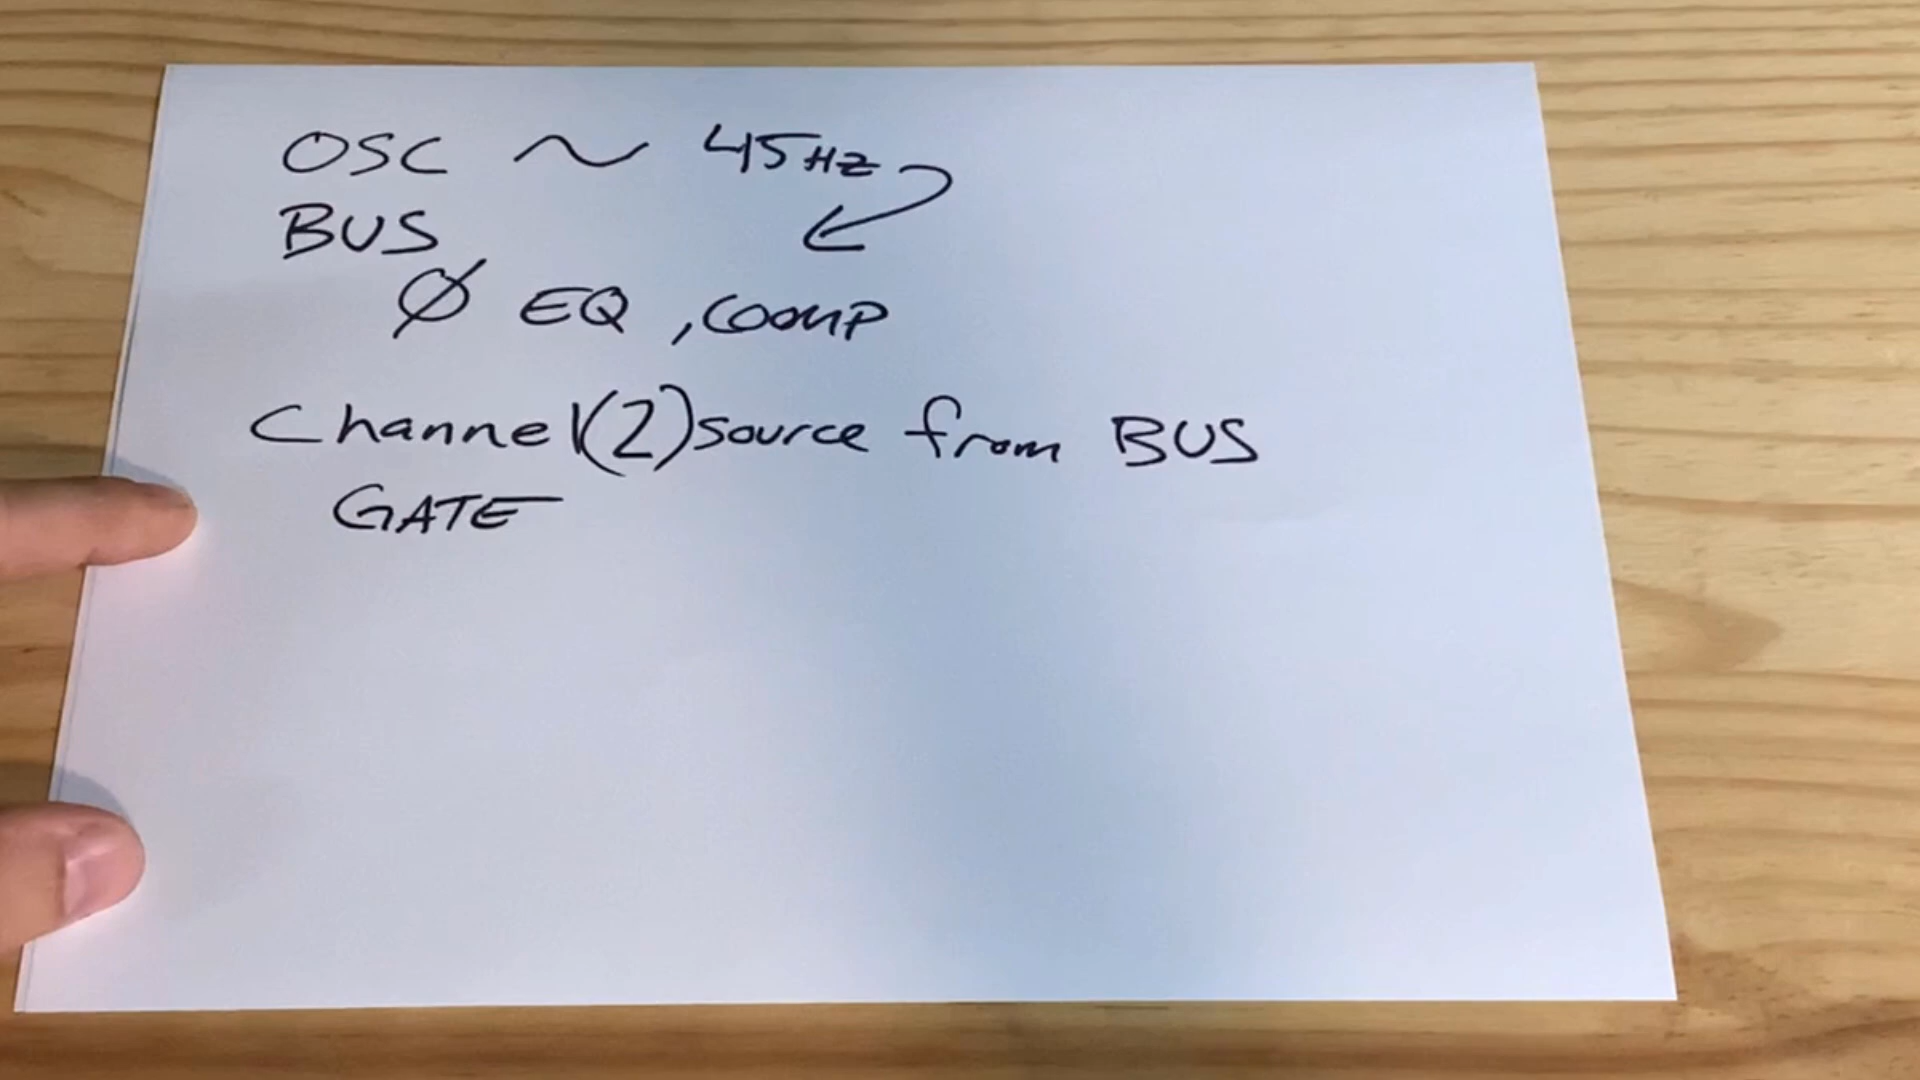 OSC ~ 45Hz
BUS
Ø EQ, COMP
Channel (2) source from BUS
GATE